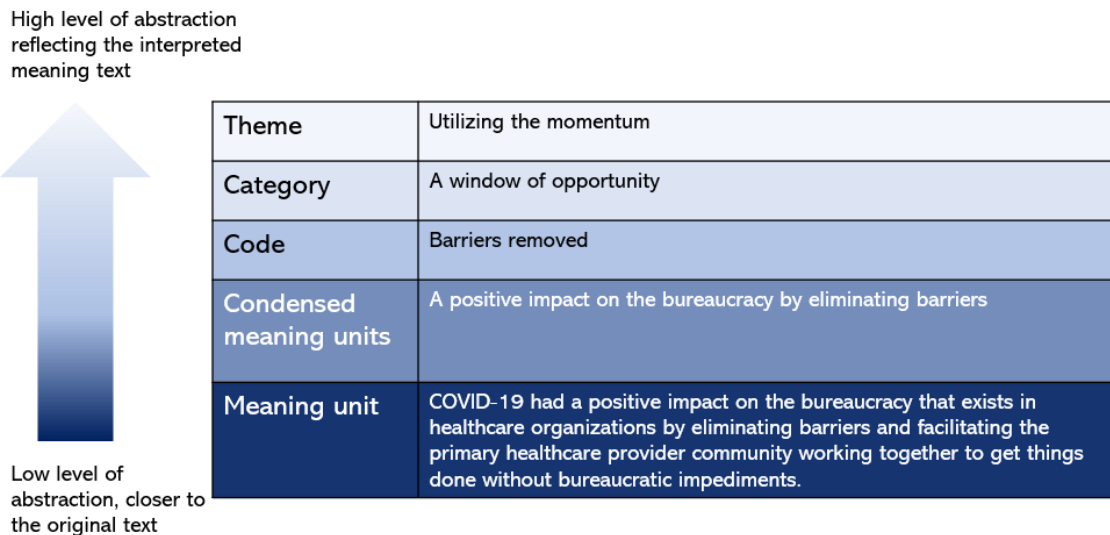 High level of abstraction
reflecting the interpreted
meaning text
Theme
Utilizing the momentum
Category
A window of opportunity
Code
Barriers removed
Condensed
meaning units
A positive impact on the bureaucracy by eliminating barriers
Meaning unit
COVID-19 had a positive impact on the bureaucracy that exists in
healthcare organizations by eliminating barriers and facilitating the
primary healthcare provider community working together to get things
done without bureaucratic impediments.
Low level of
abstraction, closer to
the original text